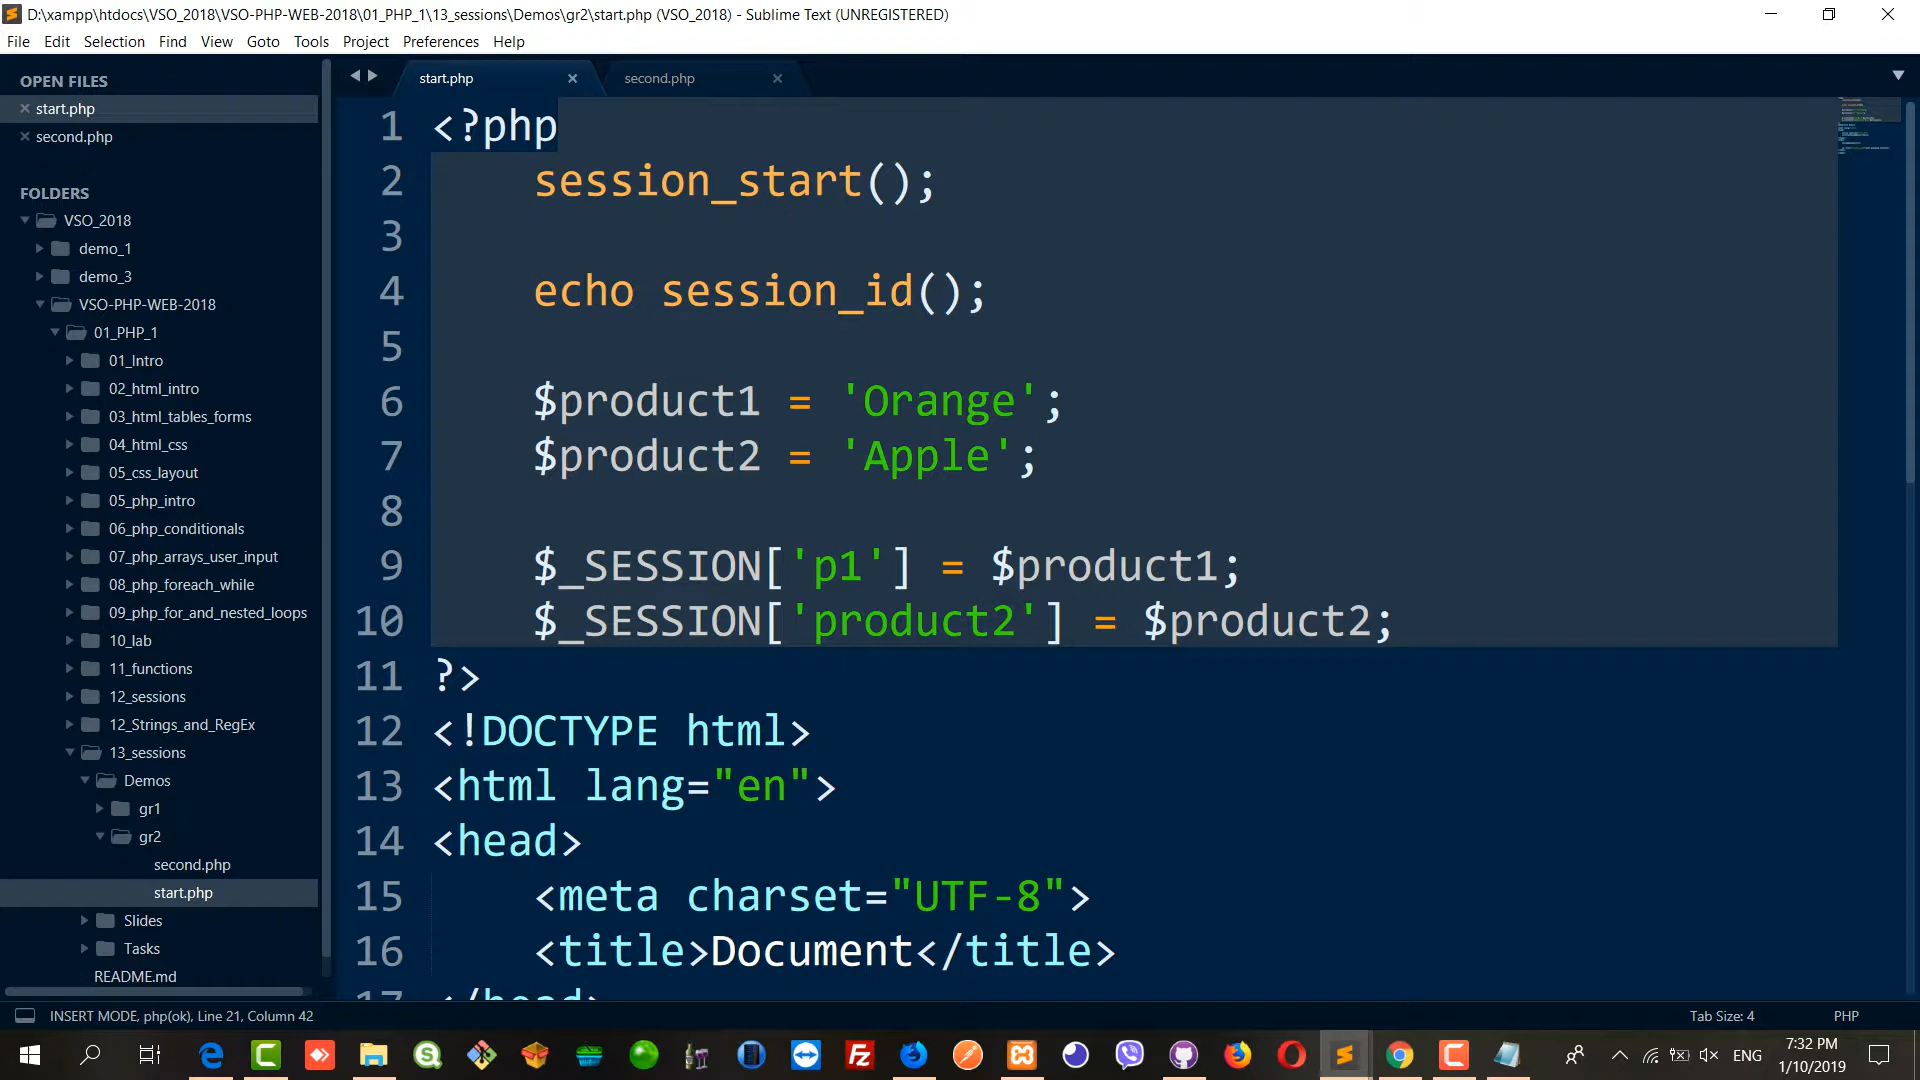 D:\xampp\htdocs\VSO_2018\VSO-PHP-WEB-2018\01_PHP_1\13_sessions\Demos\gr2\start.php (VSO_2018) - Sublime Text (UNREGISTERED)
File Edit Selection Find View Goto Tools Project Preferences Help
OPEN FILES
start.php
second.php
FOLDERS
VSO_2018
demo_1
demo_3
VSO-PHP-WEB-2018
01_PHP_1
01_Intro
02_html_intro
03_html_tables_forms
04_html_css
05_css_layout
05_php_intro
06_php_conditionals
07_php_arrays_user_input
08_php_foreach_while
09_php_for_and_nested_loops
10_lab
11_functions
12_sessions
12_Strings_and_RegEx
13_sessions
Demos
gr1
gr2
second.php
start.php
Slides
Tasks
README.md
start.php second.php
1 <?php
2 session_start();
3
4 echo session_id();
5
6 $product1 = 'Orange';
7 $product2 = 'Apple';
8
9 $_SESSION['p1'] = $product1;
10 $_SESSION['product2'] = $product2;
11 ?>
12 <!DOCTYPE html>
13 <html lang="en">
14 <head>
15 <meta charset="UTF-8">
16 <title>Document</title>
17 </head>
INSERT MODE, php(ok), Line 21, Column 42 Tab Size: 4 PHP
ENG
7:32 PM
1/10/2019